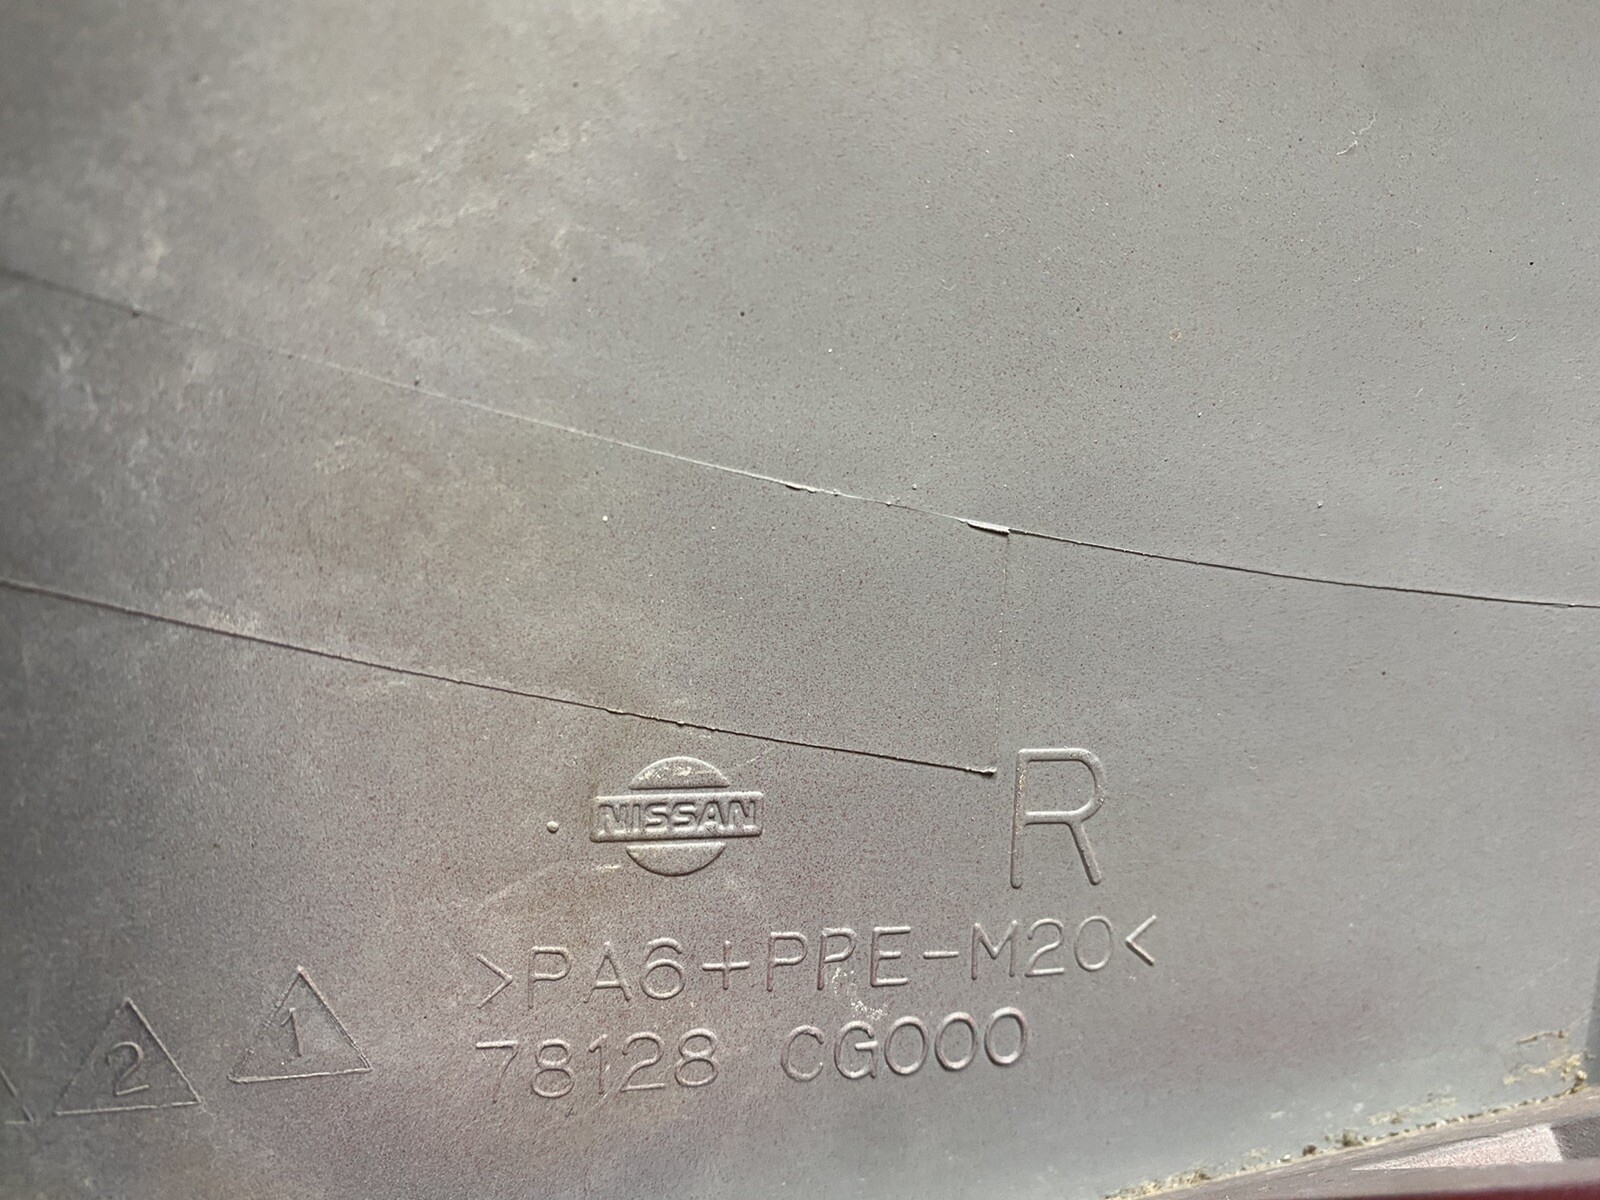 NISSAN
R
>PA6+PPE-M20<
78128 CG000
2 1